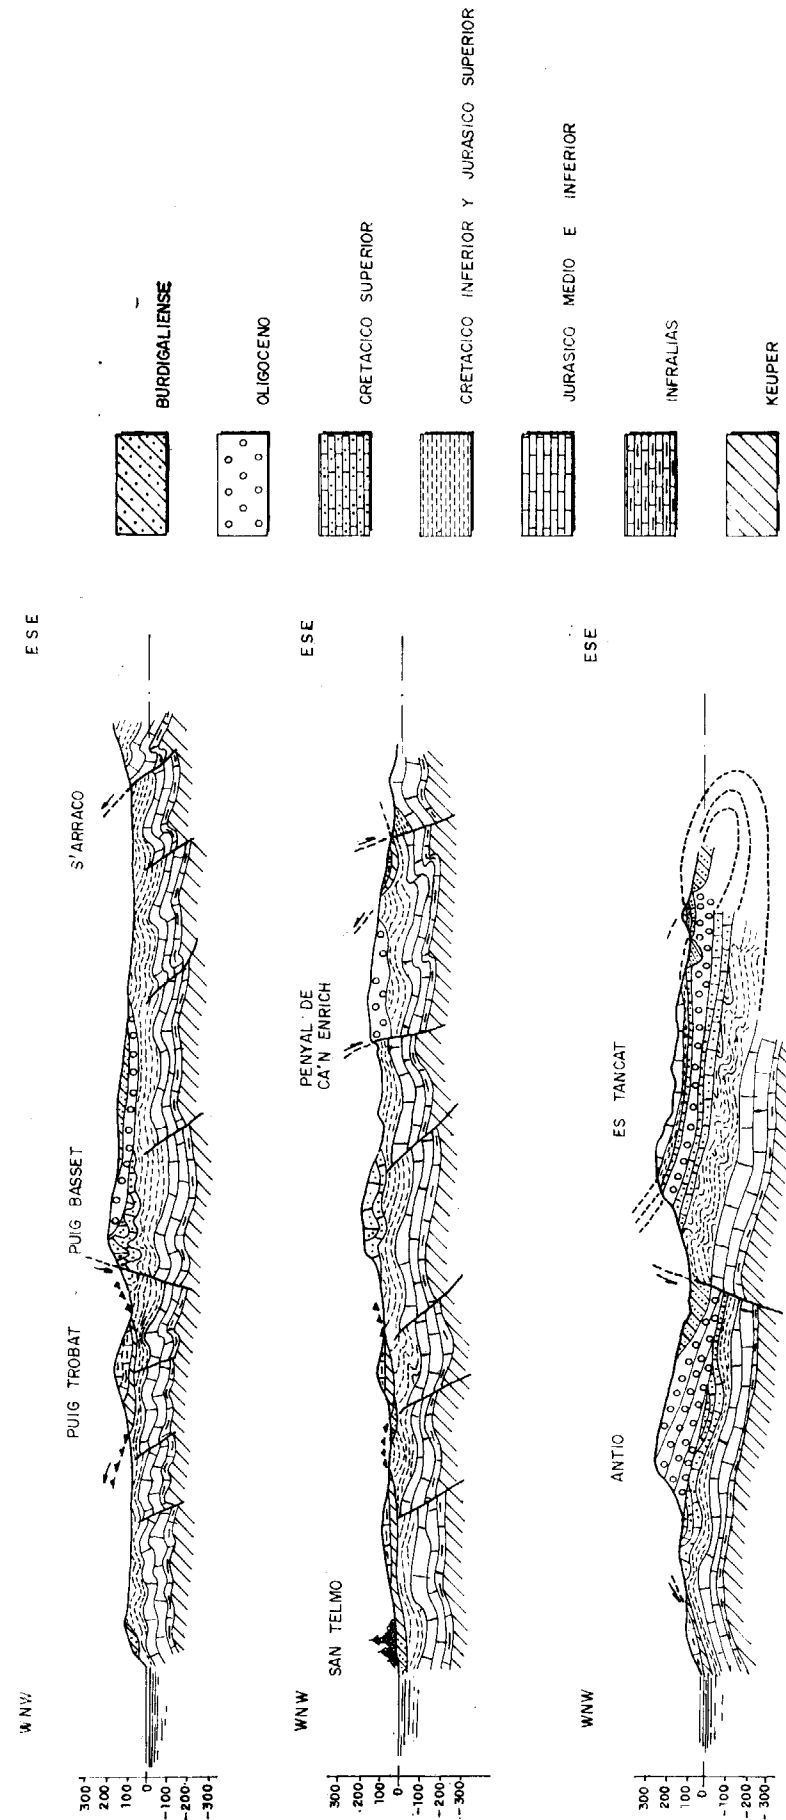 WNW
ESE
PUIG TROBAT
PUIG BASSET
S'ARRACO
300
200
100
0
-100
-200
-300
WNW
ESE
SAN TELMO
PENYAL DE
CA'N ENRICH
300
200
100
0
-100
-200
-300
WNW
ESE
ANTIO
ES TANCAT
300
200
100
0
-100
-200
-300
BURDIGALIENSE
OLIGOCENO
CRETACICO SUPERIOR
CRETACICO INFERIOR Y JURASICO SUPERIOR
JURASICO MEDIO E INFERIOR
INFRALIAS
KEUPER